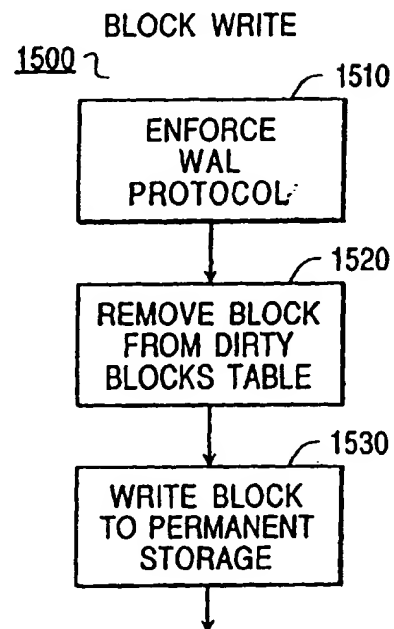 BLOCK WRITE
1500
1510
ENFORCE
WAL
PROTOCOL
1520
REMOVE BLOCK
FROM DIRTY
BLOCKS TABLE
1530
WRITE BLOCK
TO PERMANENT
STORAGE